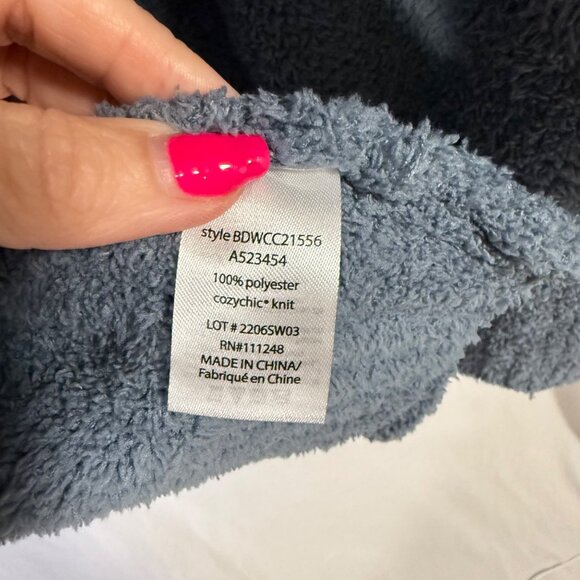 style BDWCC21556
A523454
100% polyester
cozychic® knit
LOT # 2206SW03
RN#111248
MADE IN CHINA/
Fabriqué en Chine